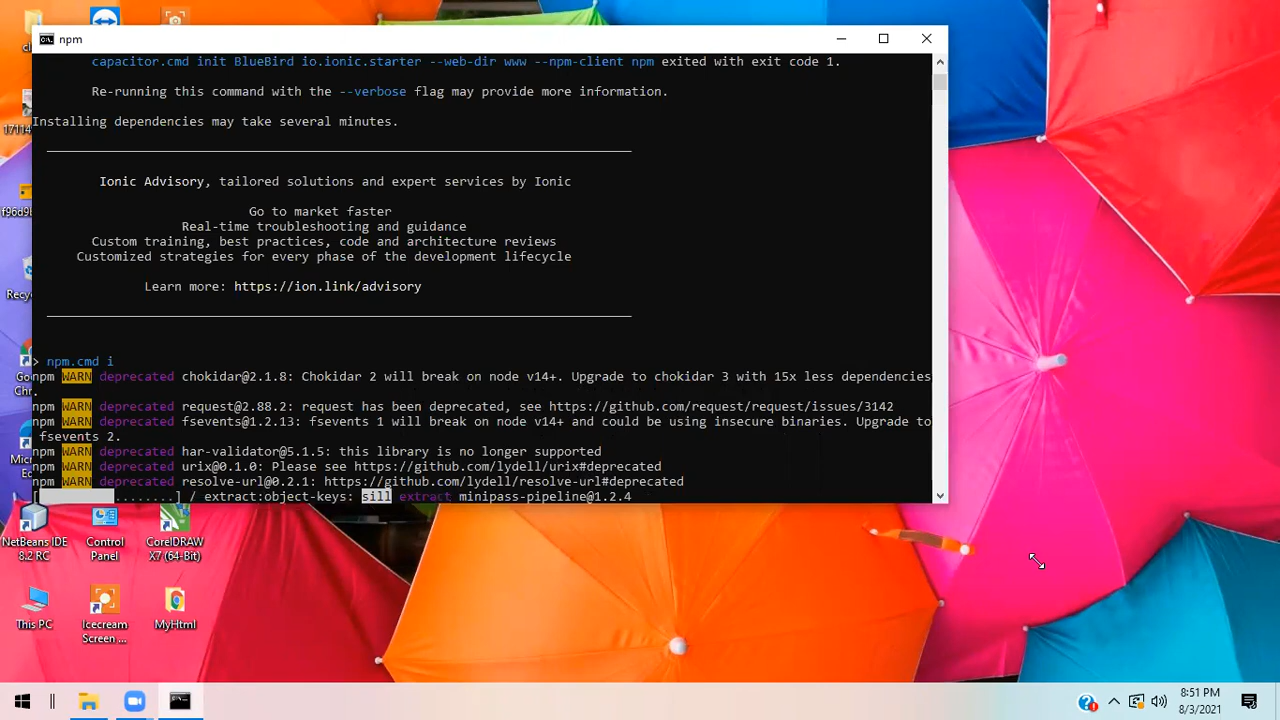 npm
capacitor.cmd init BlueBird io.ionic.starter --web-dir www --npm-client npm exited with exit code 1.
Re-running this command with the --verbose flag may provide more information.
Installing dependencies may take several minutes.
Ionic Advisory, tailored solutions and expert services by Ionic
Go to market faster
Real-time troubleshooting and guidance
Custom training, best practices, code and architecture reviews
Customized strategies for every phase of the development lifecycle
Learn more: https://ion.link/advisory
> npm.cmd i
npm WARN deprecated chokidar@2.1.8: Chokidar 2 will break on node v14+. Upgrade to chokidar 3 with 15x less dependencies
.
npm WARN deprecated request@2.88.2: request has been deprecated, see https://github.com/request/request/issues/3142
npm WARN deprecated fsevents@1.2.13: fsevents 1 will break on node v14+ and could be using insecure binaries. Upgrade to
fsevents 2.
npm WARN deprecated har-validator@5.1.5: this library is no longer supported
npm WARN deprecated urix@0.1.0: Please see https://github.com/lydell/urix#deprecated
npm WARN deprecated resolve-url@0.2.1: https://github.com/lydell/resolve-url#deprecated
[ ........] / extract:object-keys: sill extract minipass-pipeline@1.2.4
NetBeans IDE
8.2 RC
Control
Panel
CorelDRAW
X7 (64-Bit)
This PC
Icecream
Screen ...
MyHtml
8:51 PM
8/3/2021